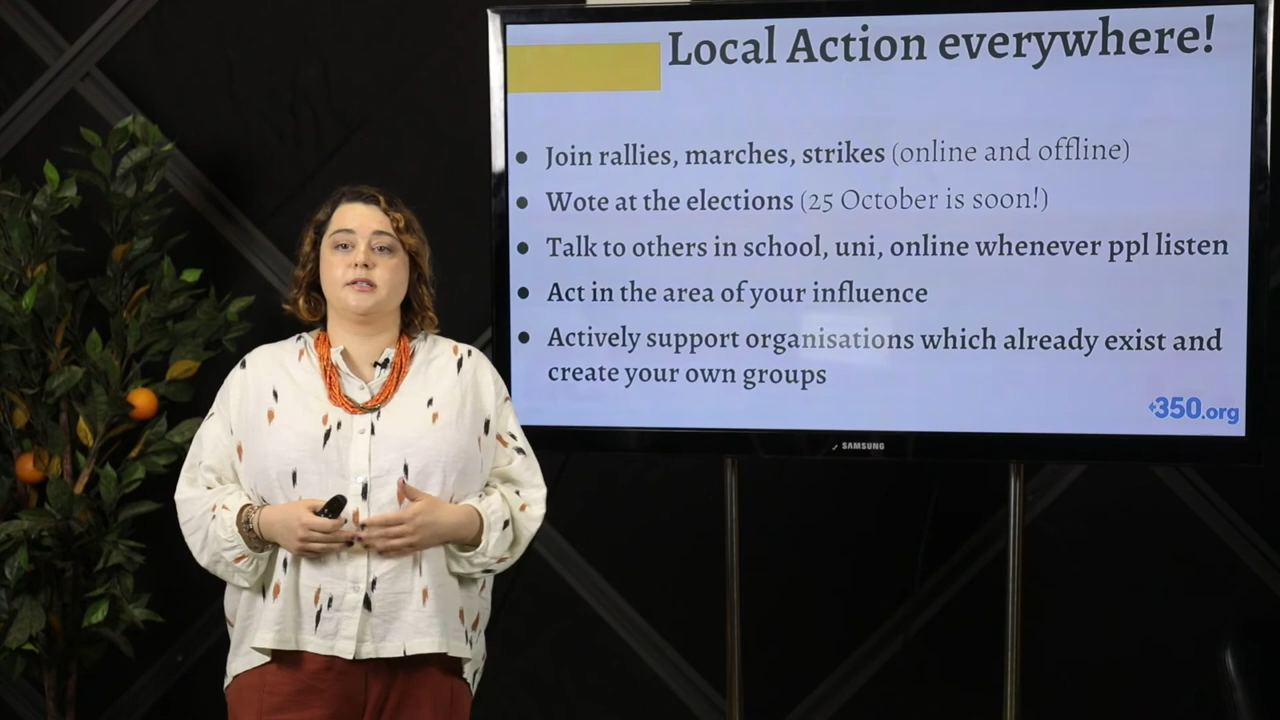 Local Action everywhere!
● Join rallies, marches, strikes (online and offline)
● Wote at the elections (25 October is soon!)
● Talk to others in school, uni, online whenever ppl listen
● Act in the area of your influence
● Actively support organisations which already exist and
create your own groups
350.org
SAMSUNG